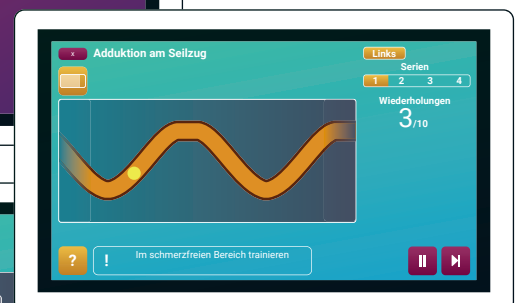 x Adduktion am Seilzug
Links
Serien
1 2 3 4
Wiederholungen
3/10
?
! Im schmerzfreien Bereich trainieren